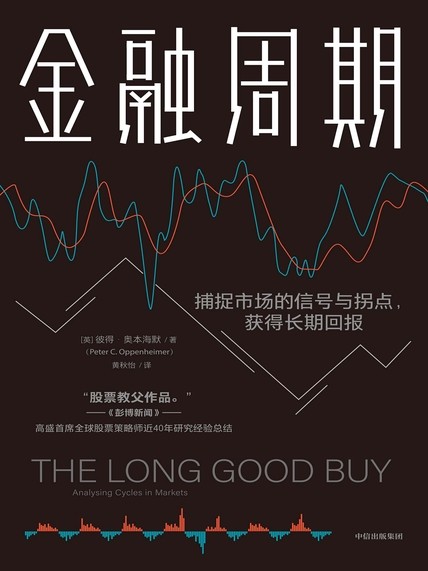 金融周期
捕捉市场的信号与拐点，
获得长期回报
[英] 彼得·奥本海默 / 著
（Peter C. Oppenheimer）
黄秋怡 / 译
“股票教父作品。”
——《彭博新闻》——
高盛首席全球股票策略师近40年研究经验总结
THE LONG GOOD BUY
Analysing Cycles in Markets
中信出版集团